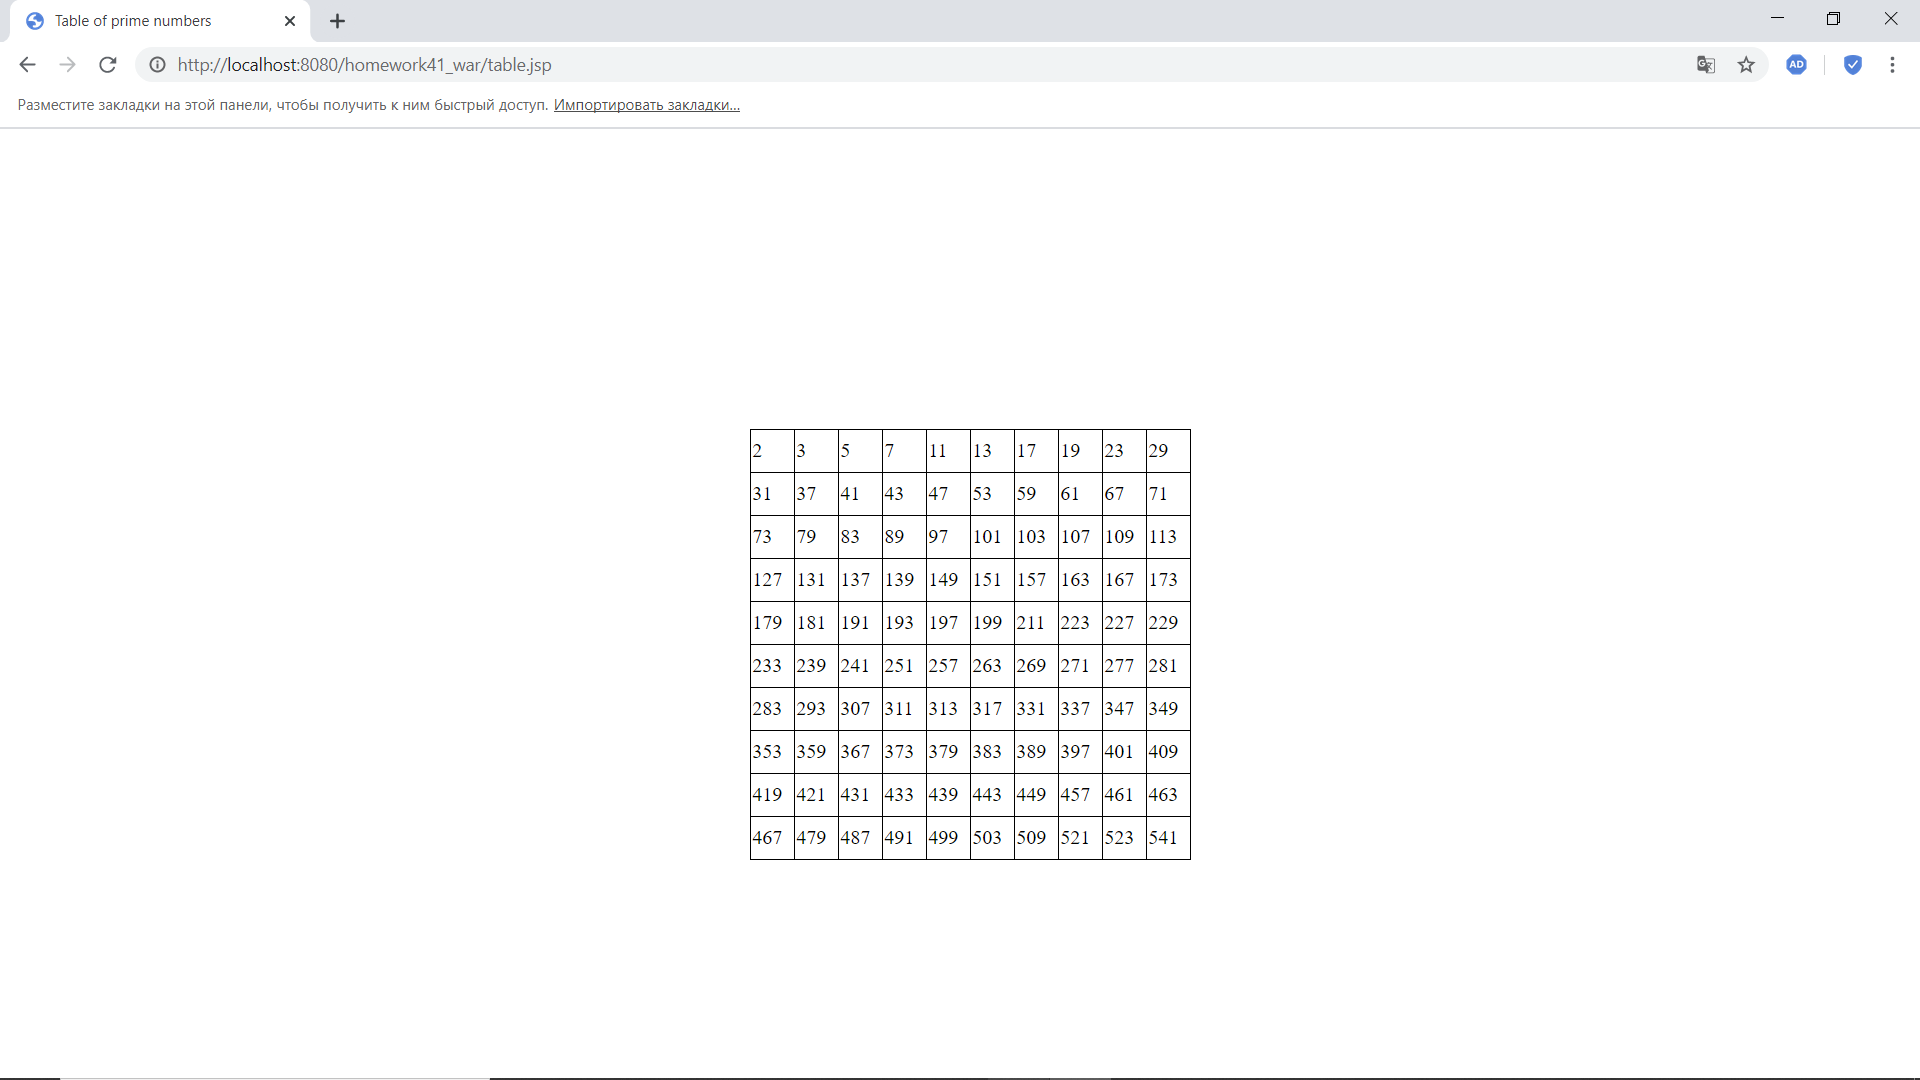 Table of prime numbers
http://localhost:8080/homework41_war/table.jsp
AD
Разместите закладки на этой панели, чтобы получить к ним быстрый доступ. Импортировать закладки...
2 3 5 7 11 13 17 19 23 29
31 37 41 43 47 53 59 61 67 71
73 79 83 89 97 101 103 107 109 113
127 131 137 139 149 151 157 163 167 173
179 181 191 193 197 199 211 223 227 229
233 239 241 251 257 263 269 271 277 281
283 293 307 311 313 317 331 337 347 349
353 359 367 373 379 383 389 397 401 409
419 421 431 433 439 443 449 457 461 463
467 479 487 491 499 503 509 521 523 541